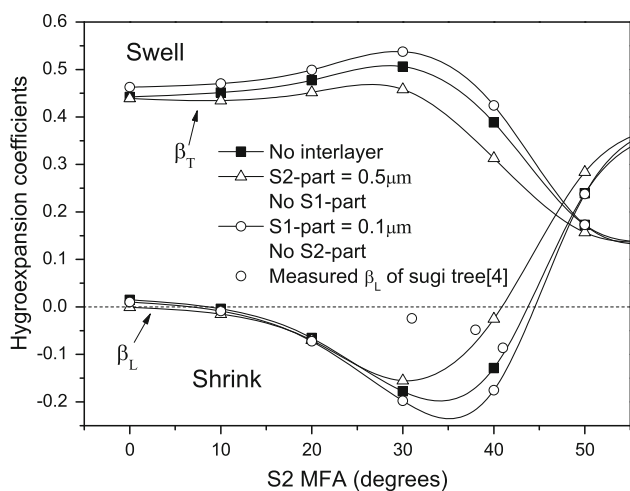 0.6
0.5
0.4
0.3
0.2
0.1
0.0
-0.1
-0.2
Hygroexpansion coefficients
Swell
βT
No interlayer
S2-part = 0.5μm
No S1-part
S1-part = 0.1μm
No S2-part
Measured βL of sugi tree[4]
βL
Shrink
0 10 20 30 40 50
S2 MFA (degrees)